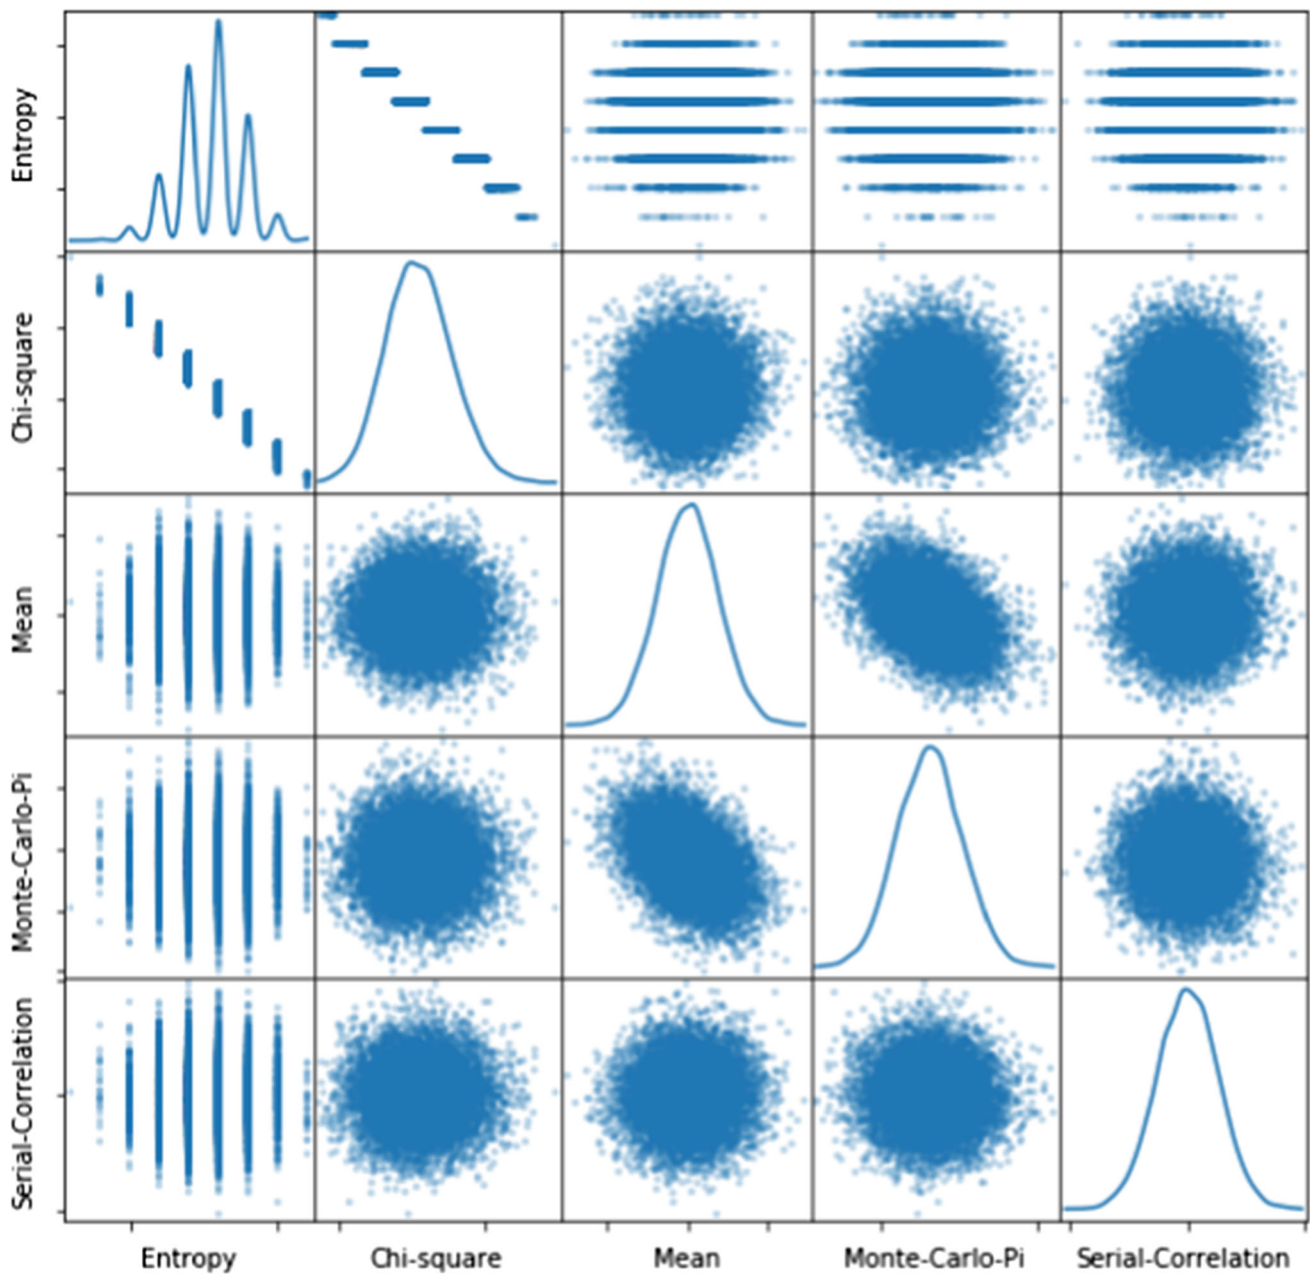 Entropy
Chi-square
Mean
Monte-Carlo-Pi
Serial-Correlation
Entropy
Chi-square
Mean
Monte-Carlo-Pi
Serial-Correlation